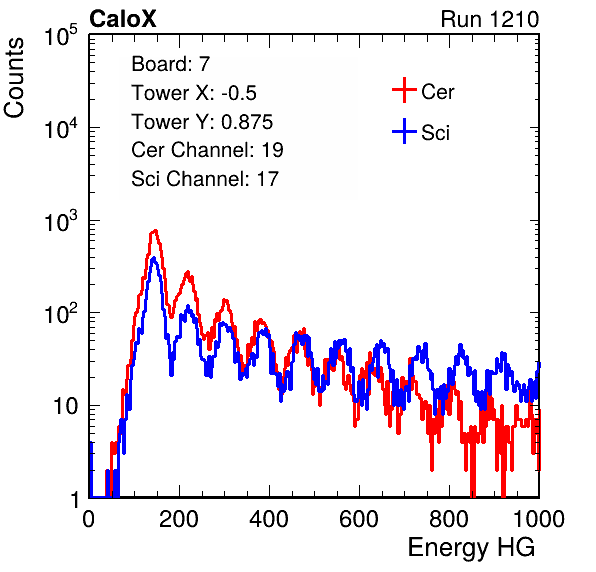 CaloX Run 1210
Counts
10^5
10^4
10^3
10^2
10
1
Board: 7
Tower X: -0.5
Tower Y: 0.875
Cer Channel: 19
Sci Channel: 17
Cer
Sci
0 200 400 600 800 1000
Energy HG